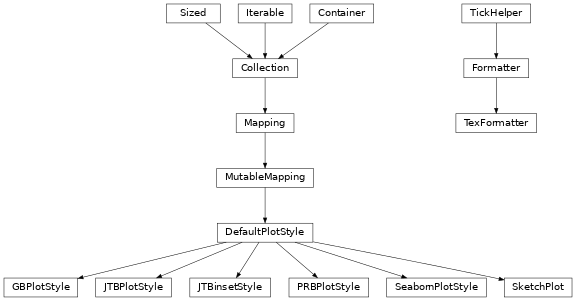 Sized
Iterable
Container
TickHelper
Collection
Formatter
Mapping
TexFormatter
MutableMapping
DefaultPlotStyle
GBPlotStyle
JTBPlotStyle
JTBinsetStyle
PRBPlotStyle
SeabornPlotStyle
SketchPlot